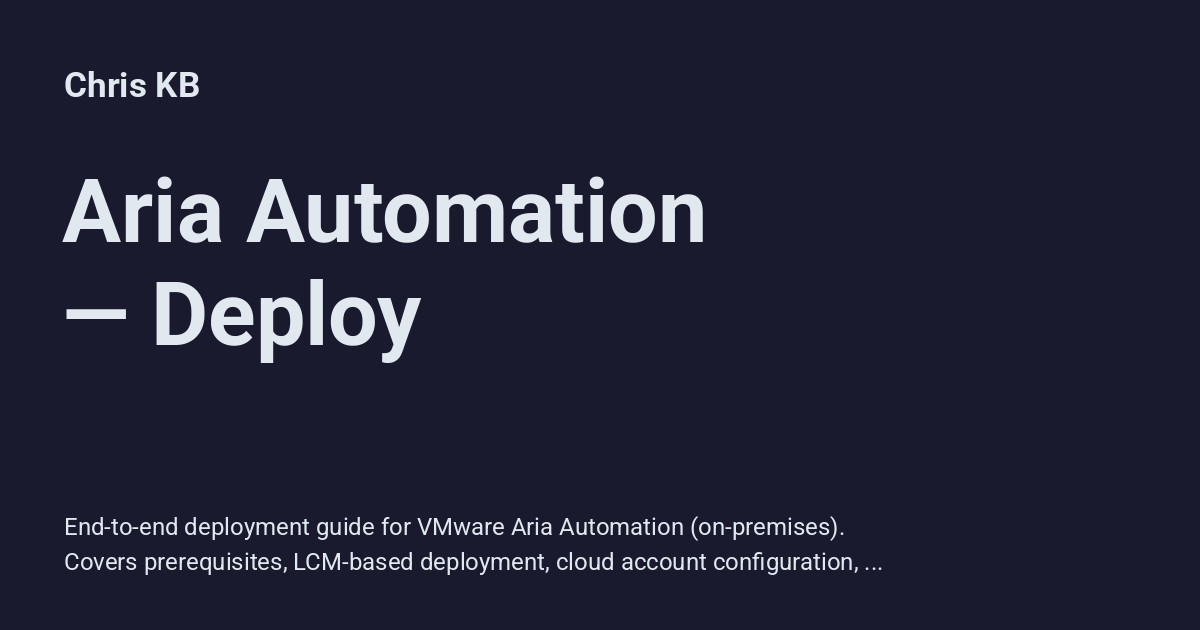 Chris KB
Aria Automation
— Deploy
End-to-end deployment guide for VMware Aria Automation (on-premises).
Covers prerequisites, LCM-based deployment, cloud account configuration, ...